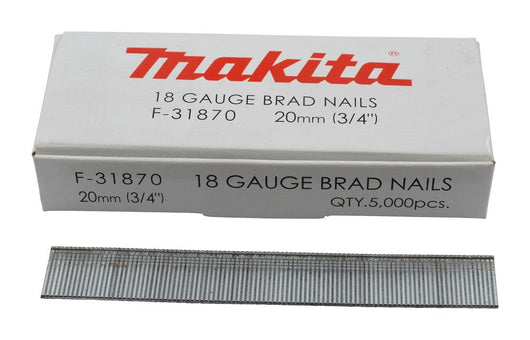 makita®
18 GAUGE BRAD NAILS
F-31870 20mm (3/4")
F-31870 18 GAUGE BRAD NAILS
20mm (3/4") QTY.5,000pcs.